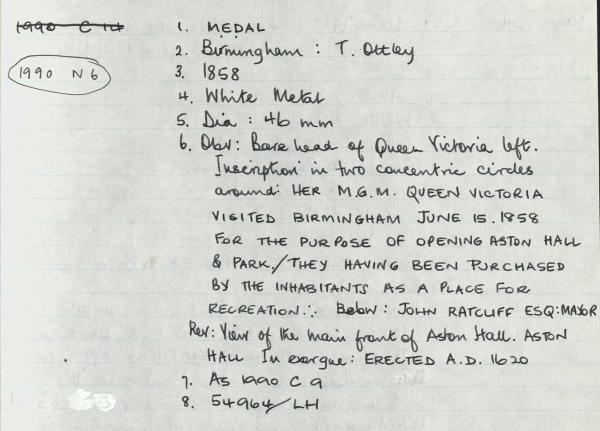 1990 C 14
1990 N 6
1. MEDAL
2. Birmingham : T. Ottley
3. 1858
4. White Metal
5. Dia : 46 mm
6. Obv: Bare head of Queen Victoria left.
Inscription in two concentric circles
around: HER M.G.M. QUEEN VICTORIA
VISITED BIRMINGHAM JUNE 15. 1858
FOR THE PURPOSE OF OPENING ASTON HALL
& PARK./THEY HAVING BEEN PURCHASED
BY THE INHABITANTS AS A PLACE FOR
RECREATION∴ Below: JOHN RATCLIFF ESQ: MAYOR
Rev: View of the main front of Aston Hall. ASTON
HALL In exergue: ERECTED A.D. 1620
7. As 1990 C 9
8. 54964/LH